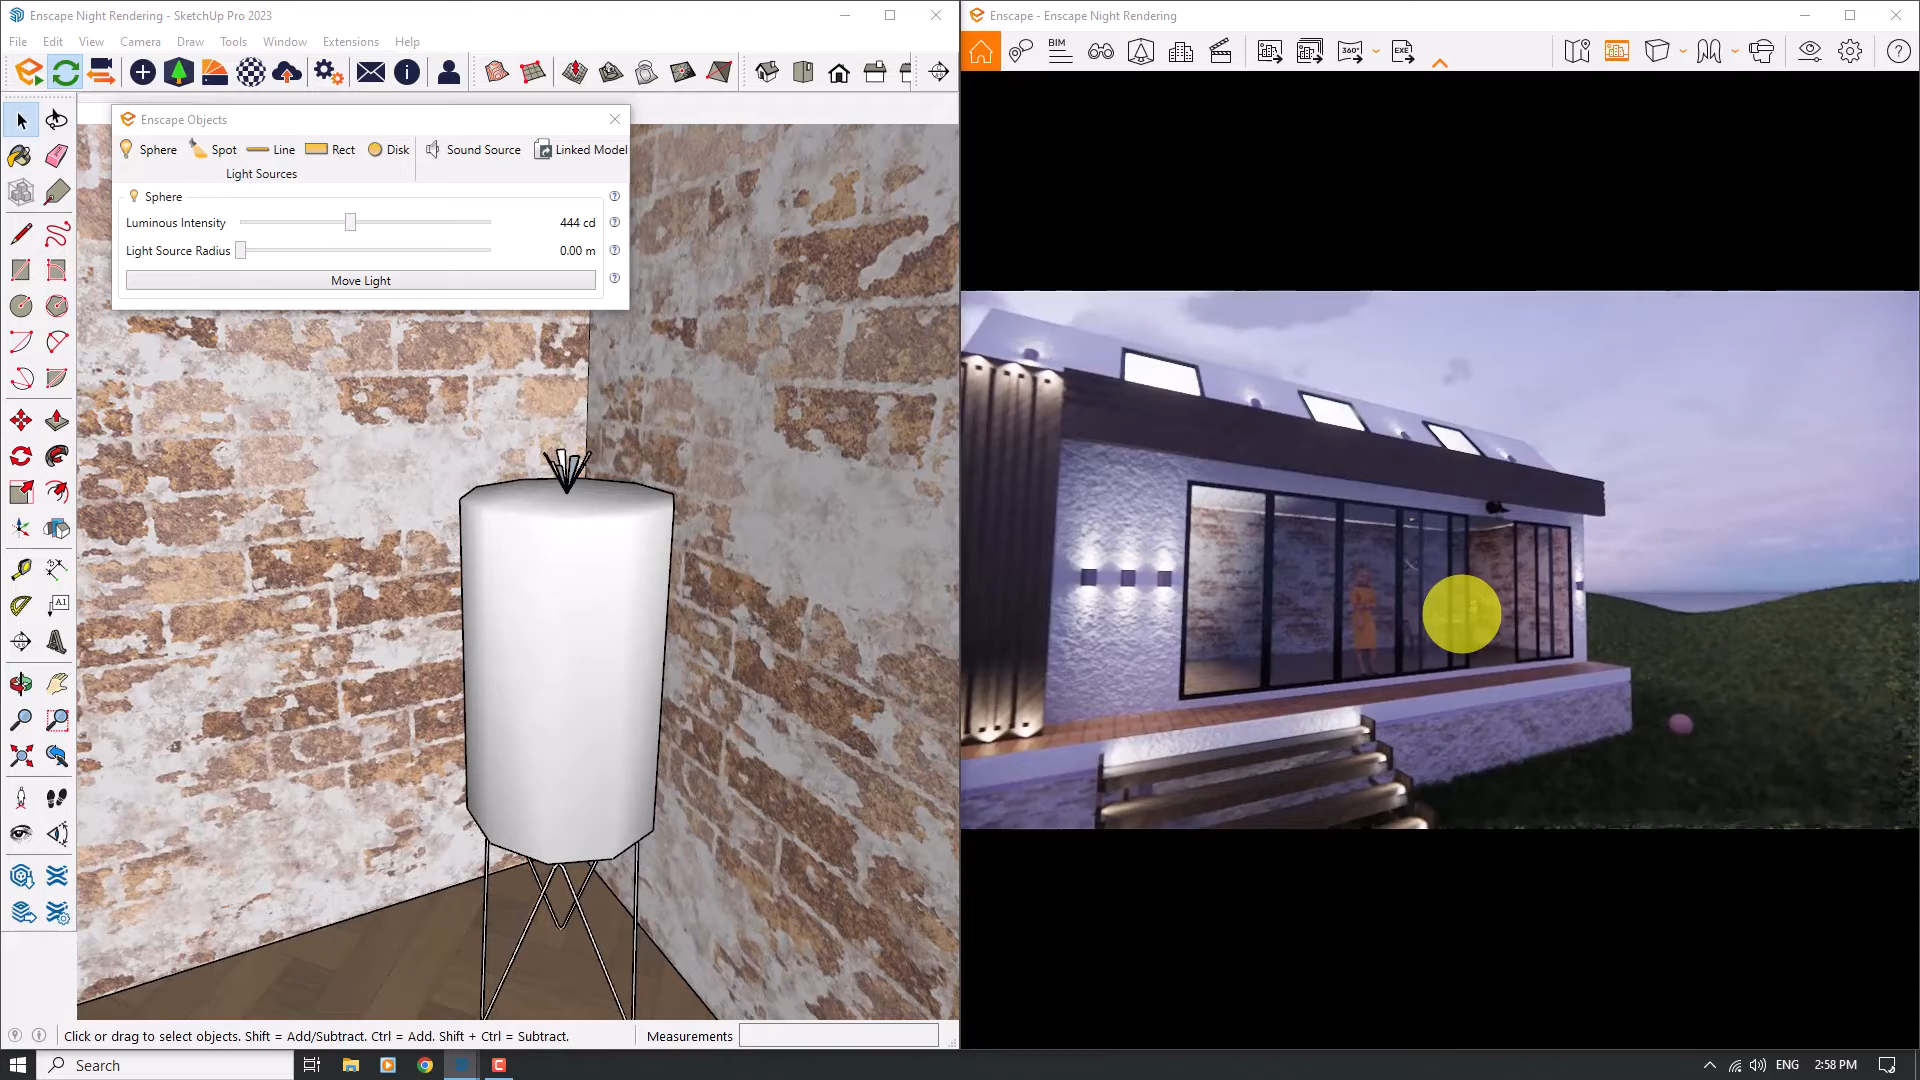 Enscape Night Rendering - SketchUp Pro 2023
File Edit View Camera Draw Tools Window Extensions Help
Enscape Objects
Sphere Spot Line Rect Disk Sound Source Linked Model
Light Sources
Sphere
Luminous Intensity 444 cd
Light Source Radius 0.00 m
Move Light
A1
Click or drag to select objects. Shift = Add/Subtract. Ctrl = Add. Shift + Ctrl = Subtract.
Measurements
Enscape - Enscape Night Rendering
BIM
360°
EXE
Search
ENG
2:58 PM